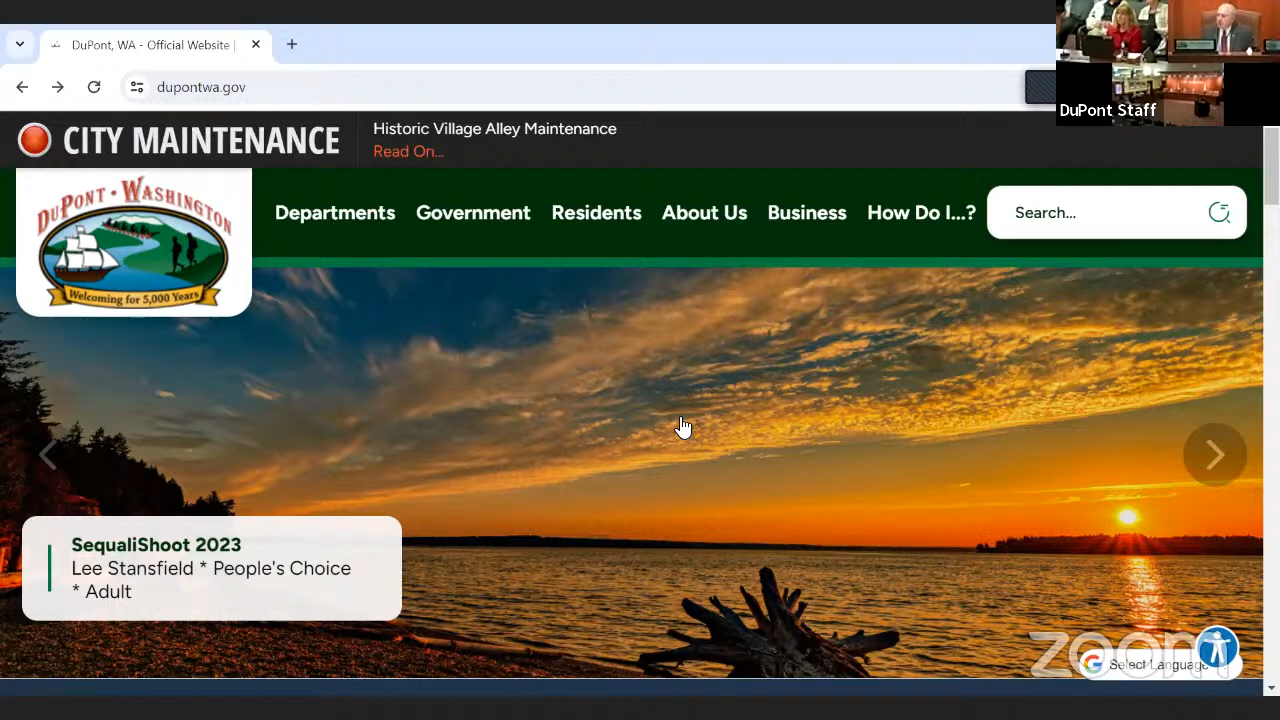 DuPont, WA - Official Website |
dupontwa.gov
DuPont Staff
CITY MAINTENANCE
Historic Village Alley Maintenance
Read On...
DUPONT • WASHINGTON
Welcoming for 5,000 Years
Departments
Government
Residents
About Us
Business
How Do I...?
Search...
SequaliShoot 2023
Lee Stansfield * People's Choice
* Adult
zoom
Select Language